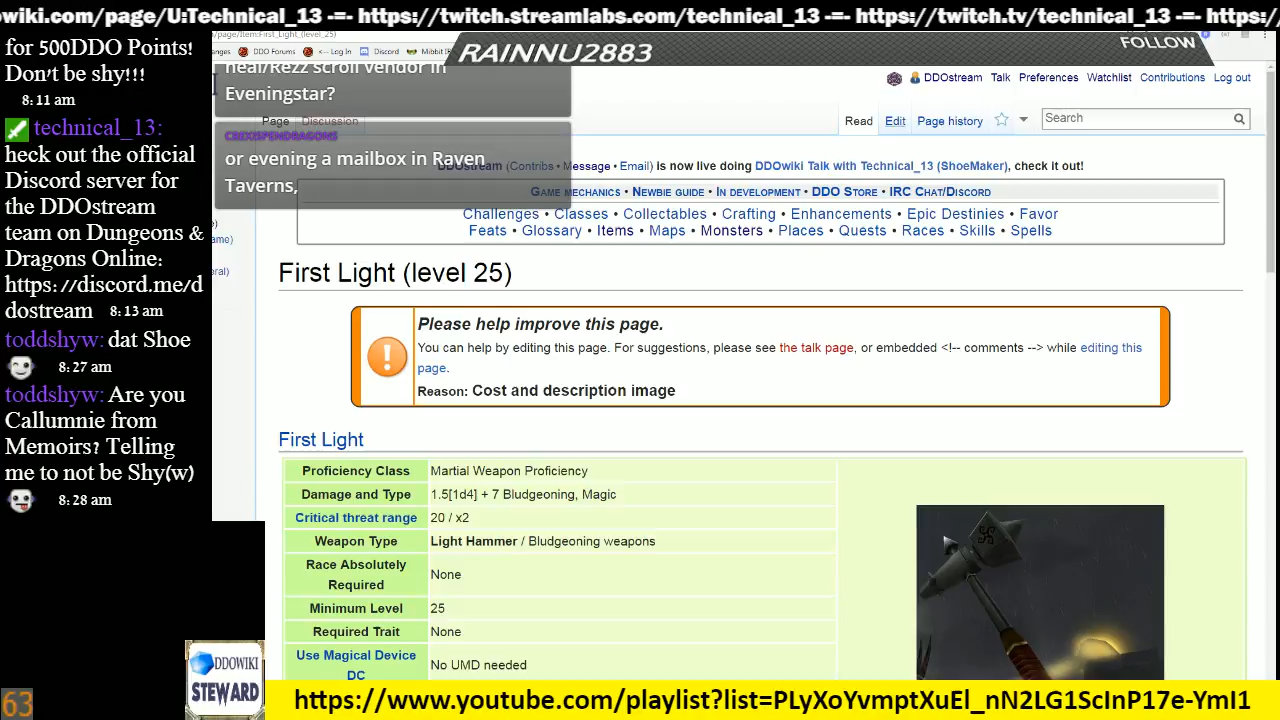 owiki.com/page/U:Technical_13 -=- https://twitch.streamlabs.com/technical_13 -=- https://twitch.tv/technical_13 -=- https:/
/page/Item:First_Light_(level_25)
anges DDO Forums <-- Log In Discord Mibbit
RAINNU2883
FOLLOW
for 500DDO Points!
Don't be shy!!!
8:11 am
technical_13:
heck out the official
Discord server for
the DDOstream
team on Dungeons &
Dragons Online:
https://discord.me/d
dostream 8:13 am
toddshyw: dat Shoe
8:27 am
toddshyw: Are you
Callumnie from
Memoirs? Telling
me to not be Shy(w)
8:28 am
heal/Rezz scroll vendor in
Eveningstar?
CBEXISPENDRAGONS
or evening a mailbox in Raven
Taverns,
DDOstream Talk Preferences Watchlist Contributions Log out
Page Discussion
Read Edit Page history Search
DDOstream (Contribs • Message • Email) is now live doing DDOwiki Talk with Technical_13 (ShoeMaker), check it out!
Game mechanics • Newbie guide • In development • DDO Store • IRC Chat/Discord
Challenges • Classes • Collectables • Crafting • Enhancements • Epic Destinies • Favor
Feats • Glossary • Items • Maps • Monsters • Places • Quests • Races • Skills • Spells
First Light (level 25)
Please help improve this page.
You can help by editing this page. For suggestions, please see the talk page, or embedded <!-- comments --> while editing this
page.
Reason: Cost and description image
First Light
Proficiency Class Martial Weapon Proficiency
Damage and Type 1.5[1d4] + 7 Bludgeoning, Magic
Critical threat range 20 / x2
Weapon Type Light Hammer / Bludgeoning weapons
Race Absolutely
Required None
Minimum Level 25
Required Trait None
Use Magical Device
DC No UMD needed
DDOWIKI
STEWARD
63
https://www.youtube.com/playlist?list=PLyXoYvmptXuEl_nN2LG1ScInP17e-YmI1